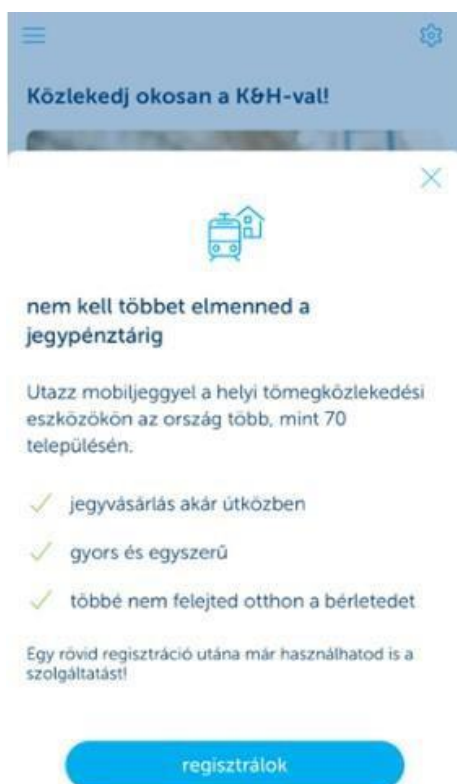 Közlekedj okosan a K&H-val!
nem kell többet elmenned a
jegypénztárig
Utazz mobiljeggyel a helyi tömegközlekedési
eszközökön az ország több, mint 70
településén.
jegyvásárlás akár útközben
gyors és egyszerű
többé nem felejted otthon a bérletedet
Egy rövid regisztráció utána már használhatod is a
szolgáltatást!
regisztrálok